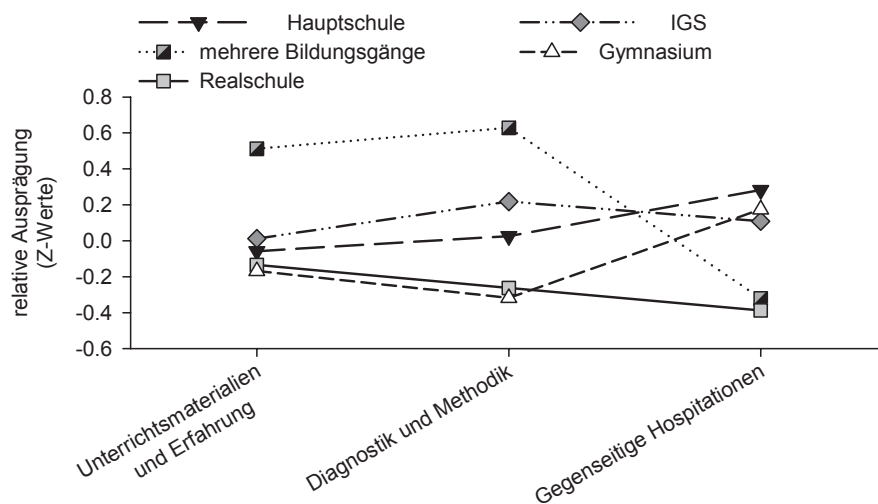 Hauptschule
IGS
mehrere Bildungsgänge
Gymnasium
Realschule
relative Ausprägung
(Z-Werte)
0.8
0.6
0.4
0.2
0.0
-0.2
-0.4
-0.6
Unterrichtsmaterialien
und Erfahrung
Diagnostik und Methodik
Gegenseitige Hospitationen